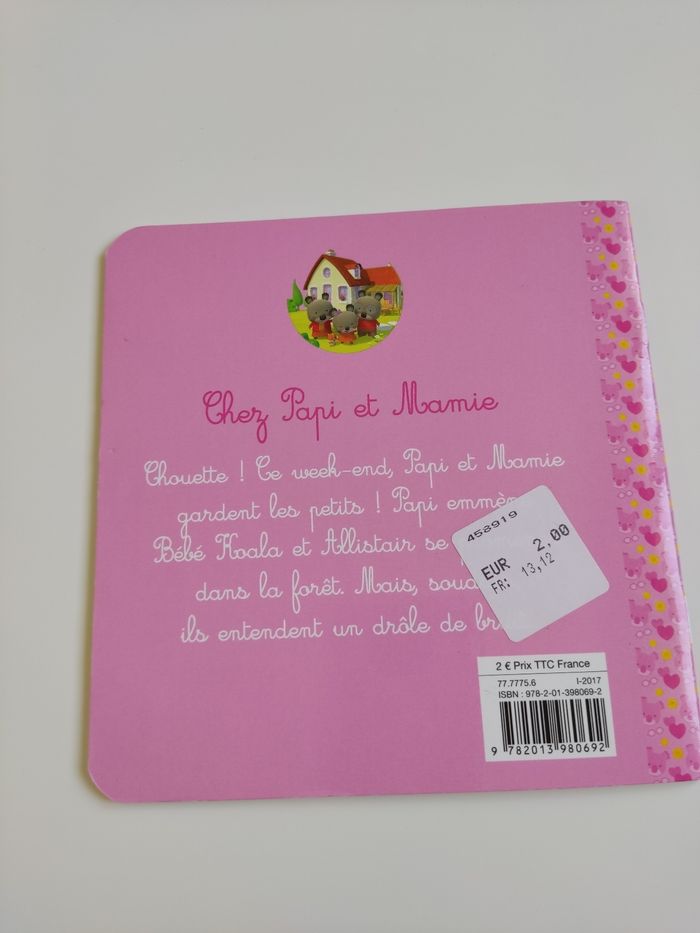 Chez Papi et Mamie
Chouette ! Ce week-end, Papi et Mamie
gardent les petits ! Papi emmèn
Bébé Koala et Allistair se
dans la forêt. Mais, soud
ils entendent un drôle de br
458919
EUR 2,00
FR: 13,12
2 € Prix TTC France
77.7775.6 I-2017
ISBN : 978-2-01-398069-2
9 782013 980692